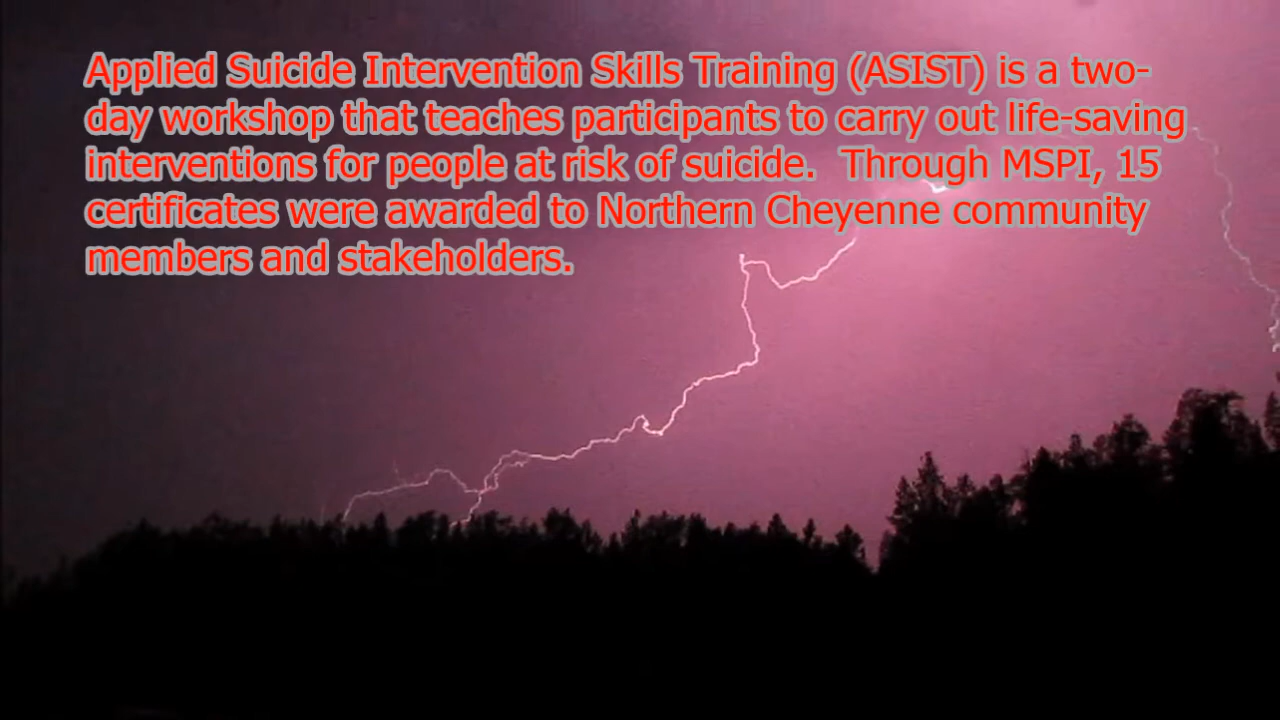 Applied Suicide Intervention Skills Training (ASIST) is a two-
day workshop that teaches participants to carry out life-saving
interventions for people at risk of suicide.  Through MSPI, 15
certificates were awarded to Northern Cheyenne community
members and stakeholders.